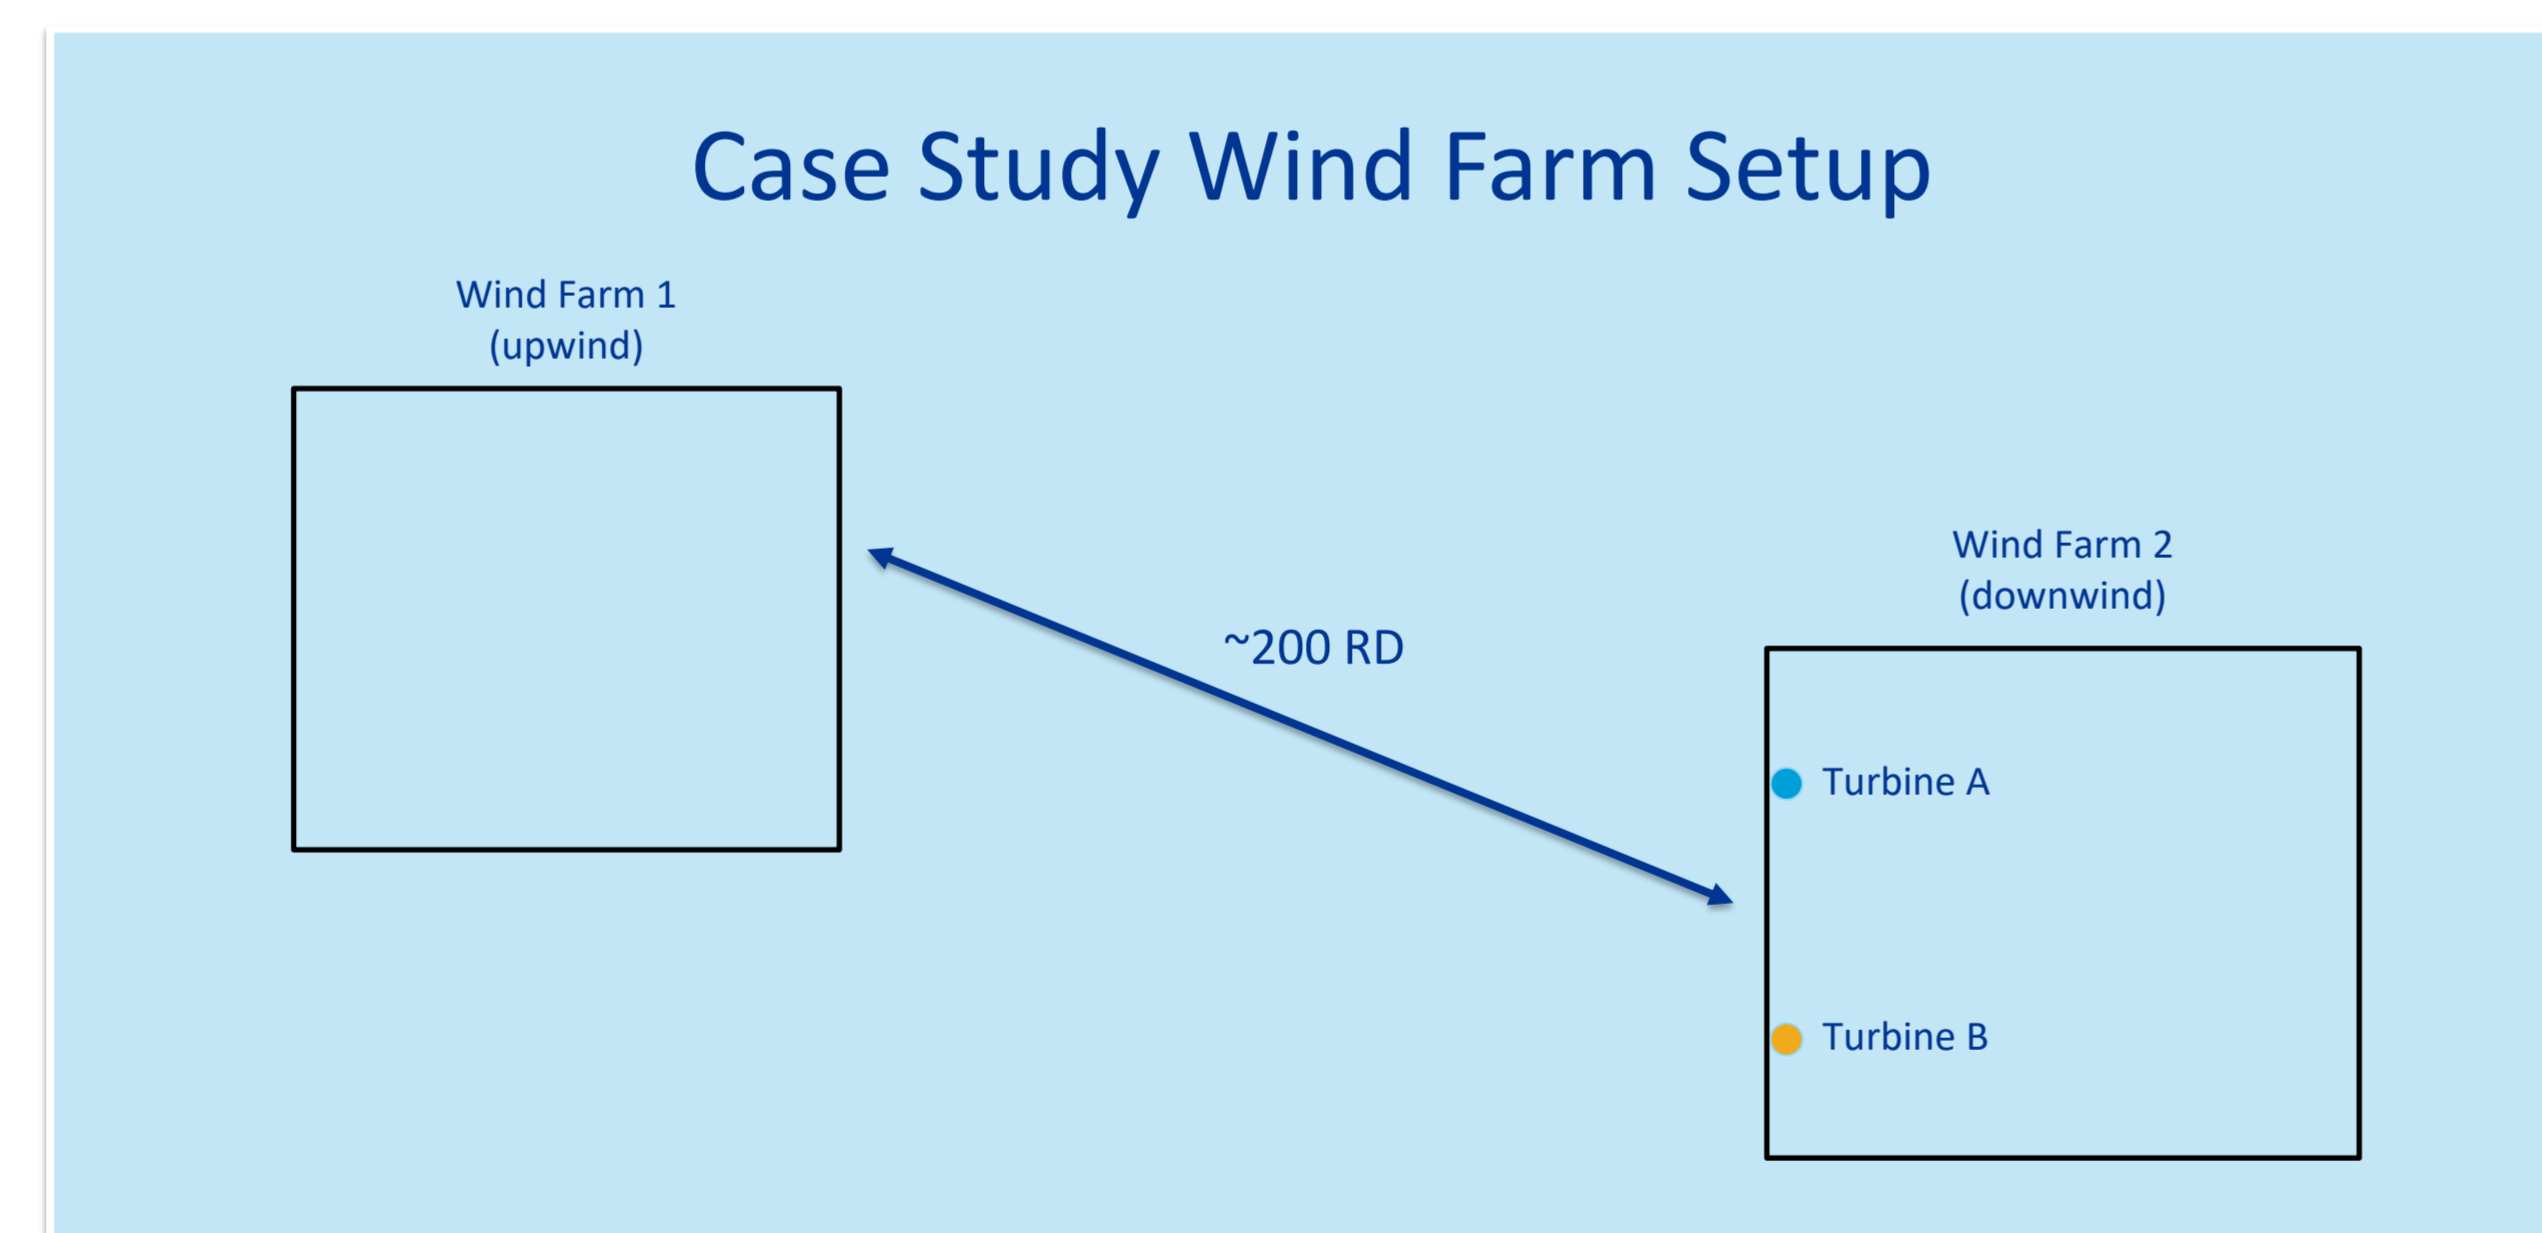 Case Study Wind Farm Setup
Wind Farm 1
(upwind)
Wind Farm 2
(downwind)
~200 RD
Turbine A
Turbine B